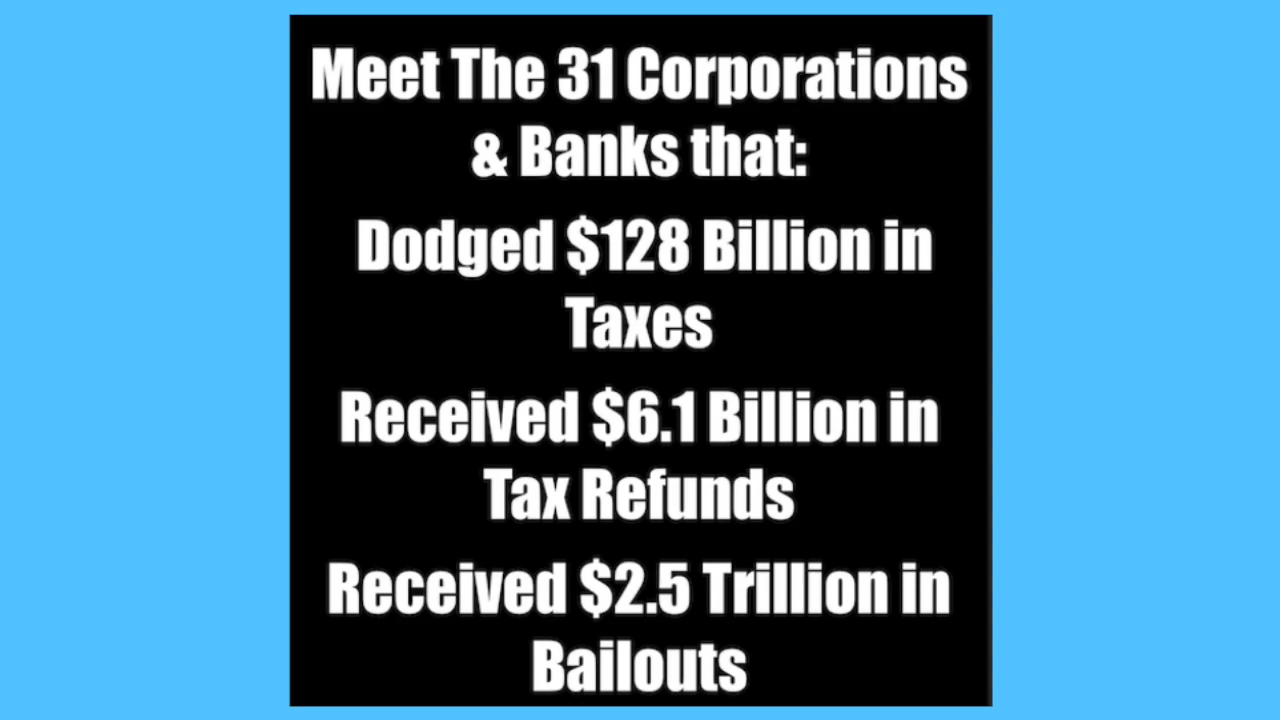 Meet The 31 Corporations
& Banks that:
Dodged $128 Billion in
Taxes
Received $6.1 Billion in
Tax Refunds
Received $2.5 Trillion in
Bailouts